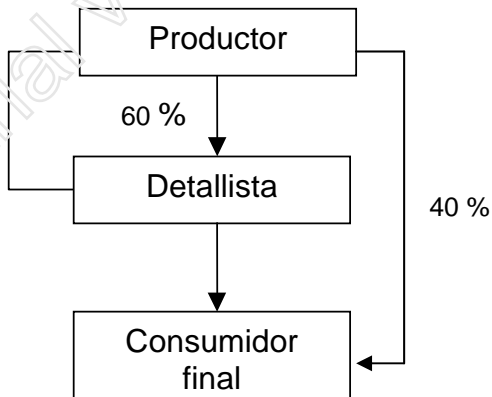 Productor
60 %
Detallista
40 %
Consumidor
final